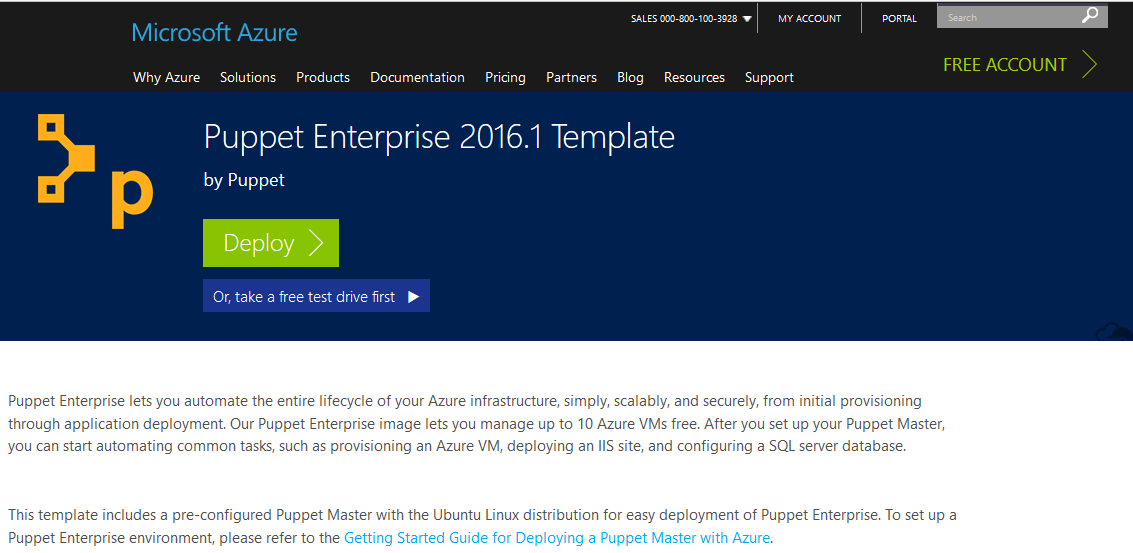 SALES 000-800-100-3928
MY ACCOUNT
PORTAL
Search
Microsoft Azure
FREE ACCOUNT
Why Azure Solutions Products Documentation Pricing Partners Blog Resources Support
Puppet Enterprise 2016.1 Template
by Puppet
p
Deploy
Or, take a free test drive first
Puppet Enterprise lets you automate the entire lifecycle of your Azure infrastructure, simply, scalably, and securely, from initial provisioning
through application deployment. Our Puppet Enterprise image lets you manage up to 10 Azure VMs free. After you set up your Puppet Master,
you can start automating common tasks, such as provisioning an Azure VM, deploying an IIS site, and configuring a SQL server database.
This template includes a pre-configured Puppet Master with the Ubuntu Linux distribution for easy deployment of Puppet Enterprise. To set up a
Puppet Enterprise environment, please refer to the Getting Started Guide for Deploying a Puppet Master with Azure.